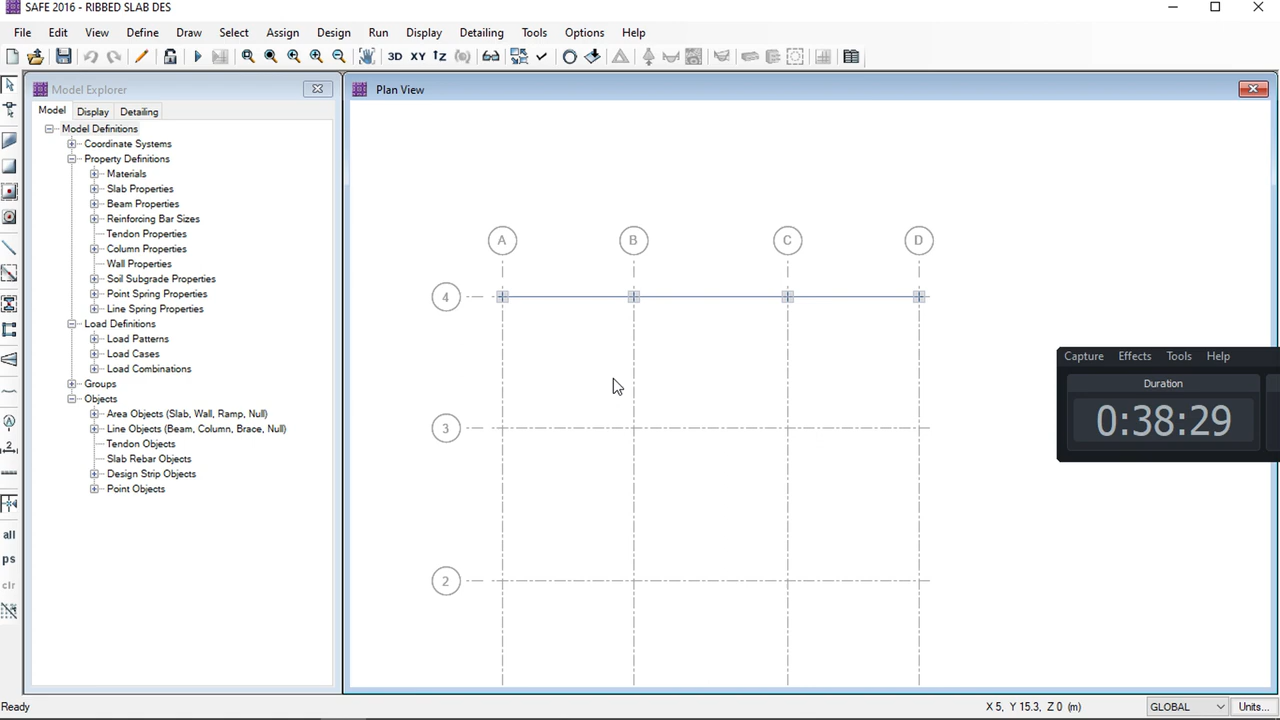 SAFE 2016 - RIBBED SLAB DES
File Edit View Define Draw Select Assign Design Run Display Detailing Tools Options Help
3D XY
Model Explorer
Plan View
Model Display Detailing
Model Definitions
Coordinate Systems
Property Definitions
Materials
Slab Properties
Beam Properties
Reinforcing Bar Sizes
Tendon Properties
Column Properties
Wall Properties
Soil Subgrade Properties
Point Spring Properties
Line Spring Properties
Load Definitions
Load Patterns
Load Cases
Load Combinations
Groups
Objects
Area Objects (Slab, Wall, Ramp, Null)
Line Objects (Beam, Column, Brace, Null)
Tendon Objects
Slab Rebar Objects
Design Strip Objects
Point Objects
all
ps
clr
A B C D
4
3
2
Capture Effects Tools Help
Duration
0:38:29
Ready
X 5, Y 15.3, Z 0 (m)
GLOBAL
Units...